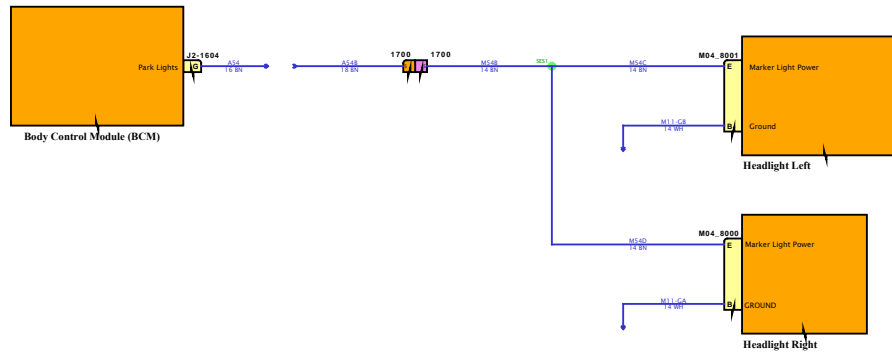 J2-1604
Park Lights
G
A54
16 BN
A54B
18 BN
1700
1700
M54B
14 BN
SES1
M54C
14 BN
M04_8001
E
Marker Light Power
M11-GB
14 WH
B
Ground
Body Control Module (BCM)
Headlight Left
M54D
14 BN
M04_8000
E
Marker Light Power
M11-GA
14 WH
B
GROUND
Headlight Right